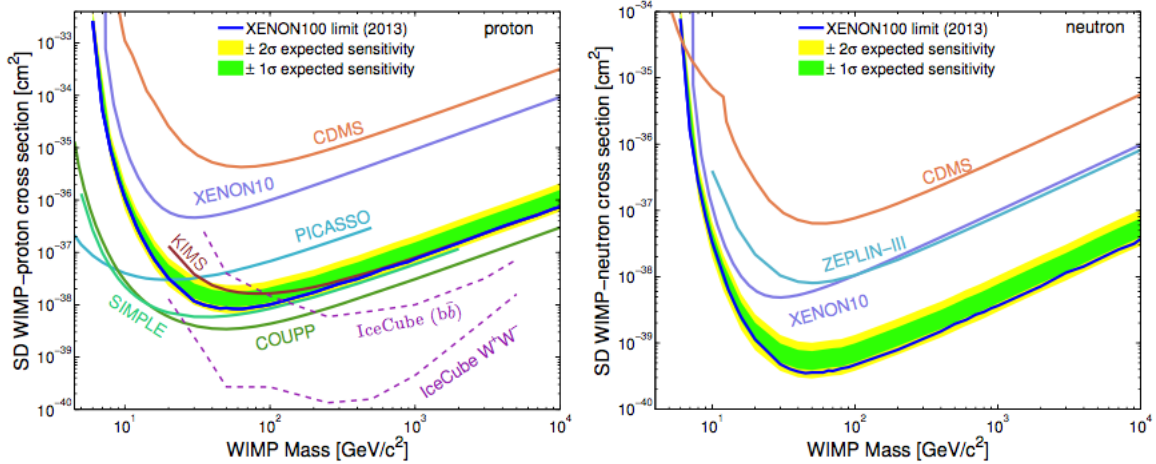 XENON100 limit (2013)
± 2σ expected sensitivity
± 1σ expected sensitivity
proton
CDMS
XENON10
PICASSO
KIMS
SIMPLE
COUPP
IceCube (bb̄)
IceCube W⁺W⁻
SD WIMP−proton cross section [cm²]
10⁻³³
10⁻³⁴
10⁻³⁵
10⁻³⁶
10⁻³⁷
10⁻³⁸
10⁻³⁹
10⁻⁴⁰
10¹ 10² 10³ 10⁴
WIMP Mass [GeV/c²]
XENON100 limit (2013)
± 2σ expected sensitivity
± 1σ expected sensitivity
neutron
CDMS
ZEPLIN−III
XENON10
SD WIMP−neutron cross section [cm²]
10⁻³⁴
10⁻³⁵
10⁻³⁶
10⁻³⁷
10⁻³⁸
10⁻³⁹
10⁻⁴⁰
10¹ 10² 10³ 10⁴
WIMP Mass [GeV/c²]